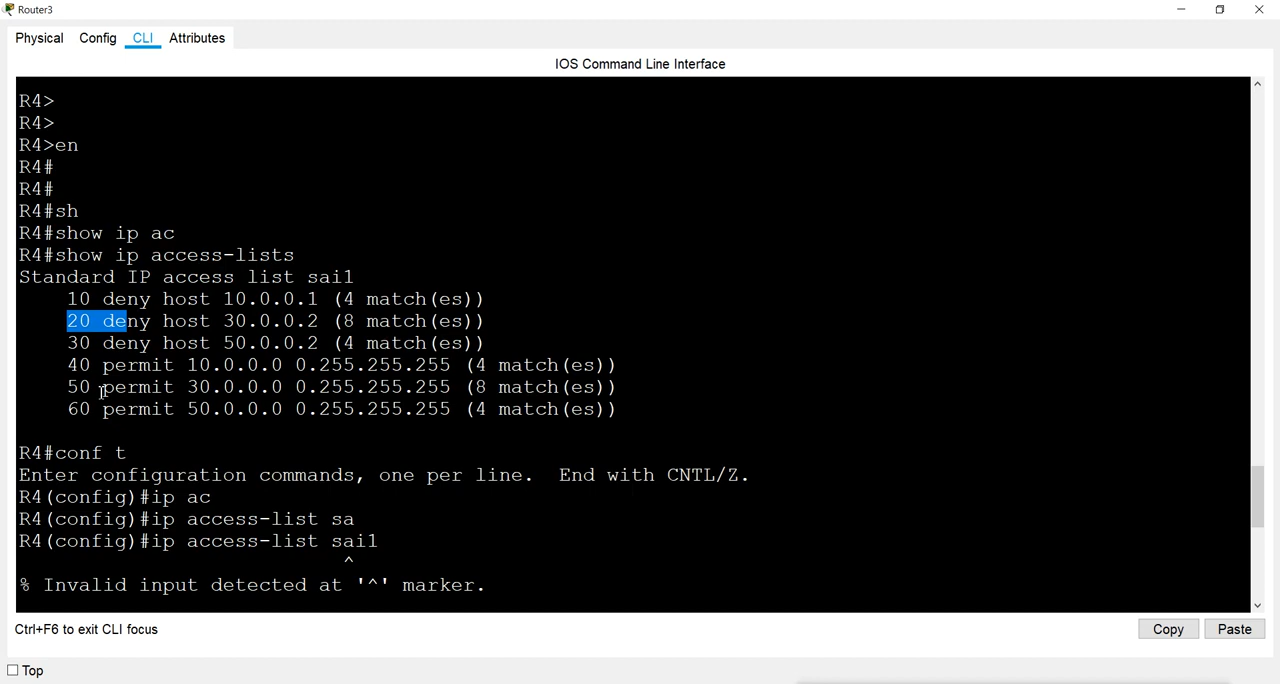 Router3
Physical Config CLI Attributes
IOS Command Line Interface
R4>
R4>
R4>en
R4#
R4#
R4#sh
R4#show ip ac
R4#show ip access-lists
Standard IP access list sai1
10 deny host 10.0.0.1 (4 match(es))
20 deny host 30.0.0.2 (8 match(es))
30 deny host 50.0.0.2 (4 match(es))
40 permit 10.0.0.0 0.255.255.255 (4 match(es))
50 permit 30.0.0.0 0.255.255.255 (8 match(es))
60 permit 50.0.0.0 0.255.255.255 (4 match(es))
R4#conf t
Enter configuration commands, one per line. End with CNTL/Z.
R4(config)#ip ac
R4(config)#ip access-list sa
R4(config)#ip access-list sai1
^
% Invalid input detected at '^' marker.
Ctrl+F6 to exit CLI focus
Copy Paste
Top